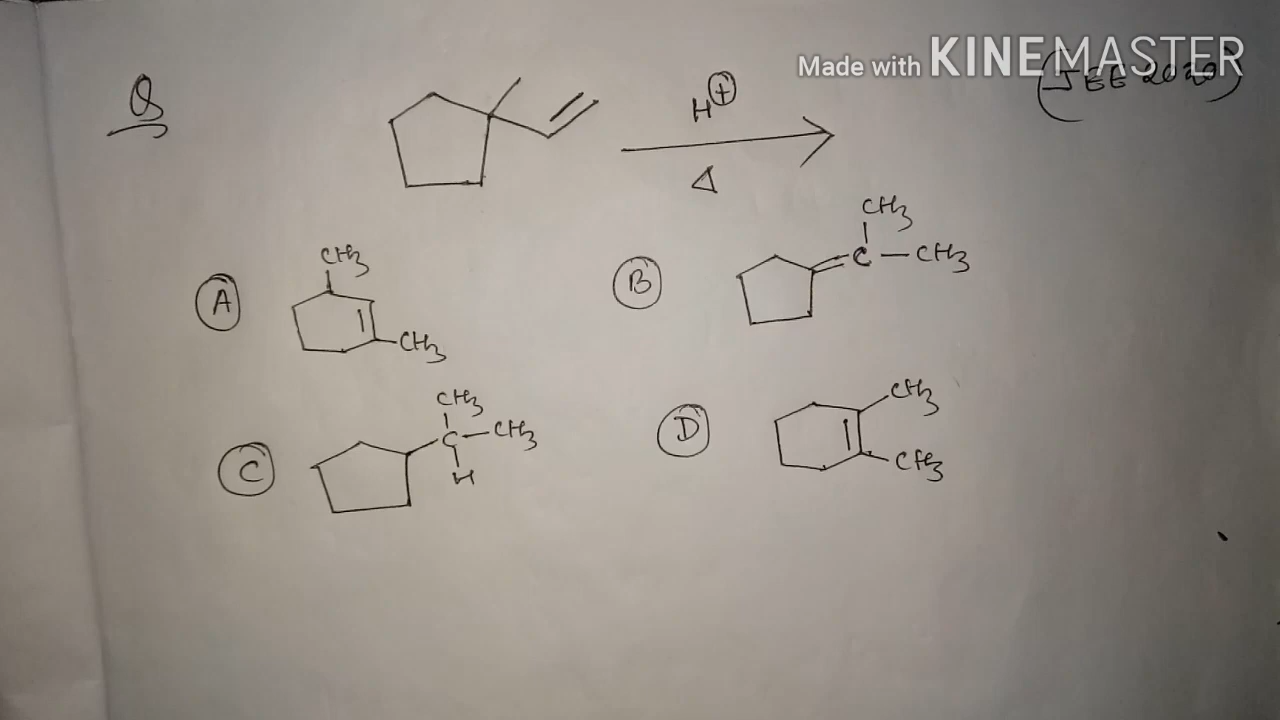 Made with KINEMASTER
Q (JEE 2020)
H⊕
Δ
A CH3
CH3
B CH3
C — CH3
C CH3
C — CH3
H
D CH3
CH3